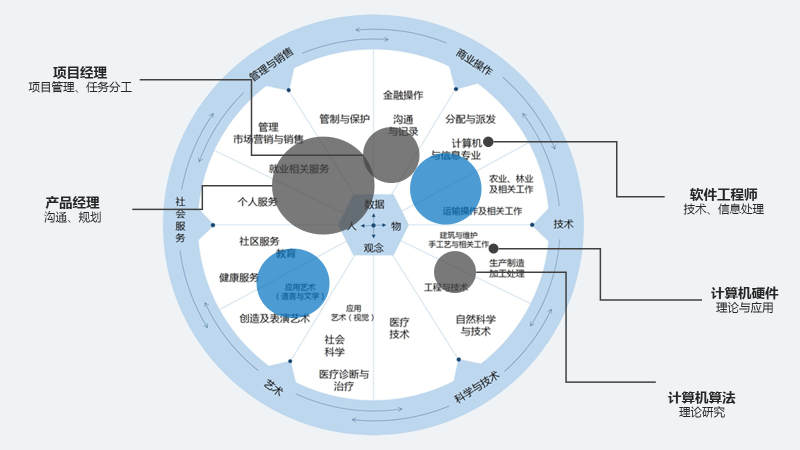 项目经理
项目管理、任务分工
产品经理
沟通、规划
管理与销售
商业操作
社会服务
技术
艺术
科学与技术
金融操作
管制与保护
沟通
与记录
分配与派发
管理
市场营销与销售
计算机
与信息专业
就业相关服务
农业、林业
及相关工作
个人服务
运输操作及相关工作
数据
人
物
观念
社区服务
教育
建筑与维护
手工艺与相关工作
生产制造
加工处理
健康服务
应用艺术
（语言与文字）
工程与技术
创造及表演艺术
应用
艺术（视觉）
医疗
技术
自然科学
与技术
社会
科学
医疗诊断与
治疗
软件工程师
技术、信息处理
计算机硬件
理论与应用
计算机算法
理论研究